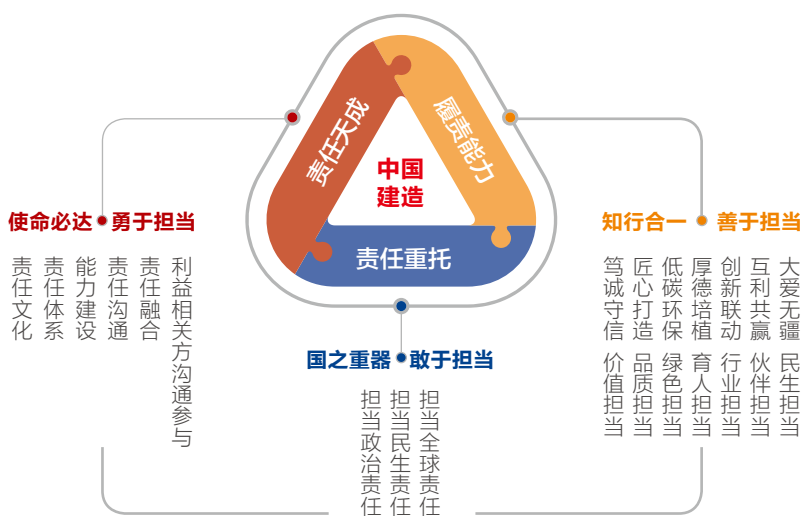 责任天成
履责能力
中国
建造
责任重托
使命必达 勇于担当
责任文化
责任体系
能力建设
责任沟通
责任融合
利益相关方沟通参与
国之重器 敢于担当
担当政治责任
担当民生责任
担当全球责任
知行合一 善于担当
笃诚守信 价值担当
匠心打造 品质担当
低碳环保 绿色担当
厚德培植 育人担当
创新联动 行业担当
互利共赢 伙伴担当
大爱无疆 民生担当